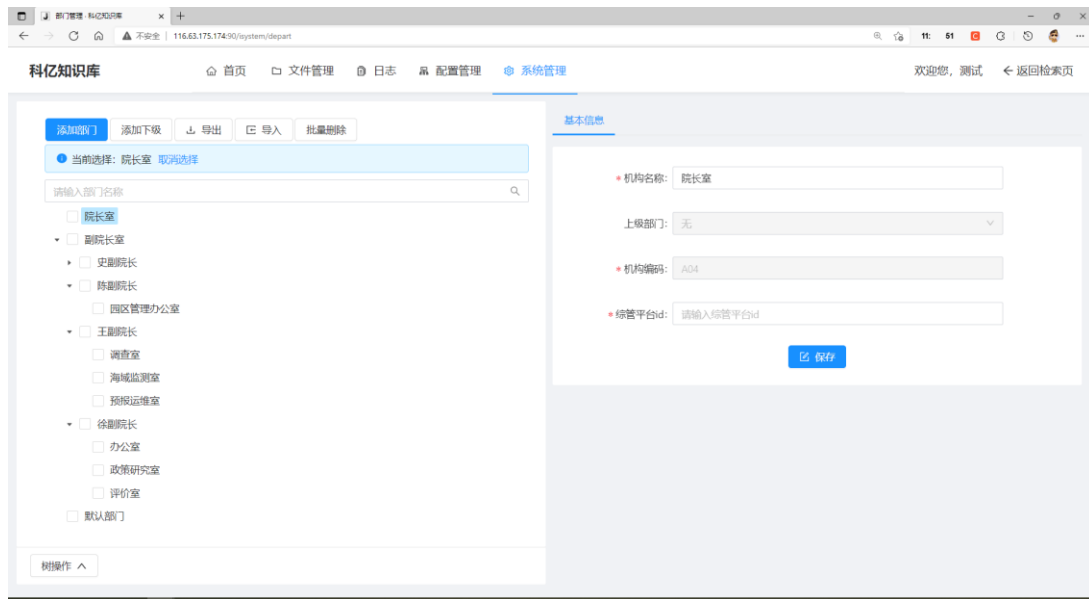 部门管理 · 科亿知识库
不安全 | 116.63.175.174:90/isystem/depart
11: 51
科亿知识库 首页 文件管理 日志 配置管理 系统管理 欢迎您，测试 返回检索页
添加部门 添加下级 导出 导入 批量删除
当前选择：院长室 取消选择
请输入部门名称
院长室
副院长室
史副院长
陈副院长
园区管理办公室
王副院长
调查室
海域监测室
预报运维室
徐副院长
办公室
政策研究室
评价室
默认部门
树操作
基本信息
* 机构名称: 院长室
上级部门: 无
* 机构编码: A04
* 综管平台id: 请输入综管平台id
保存